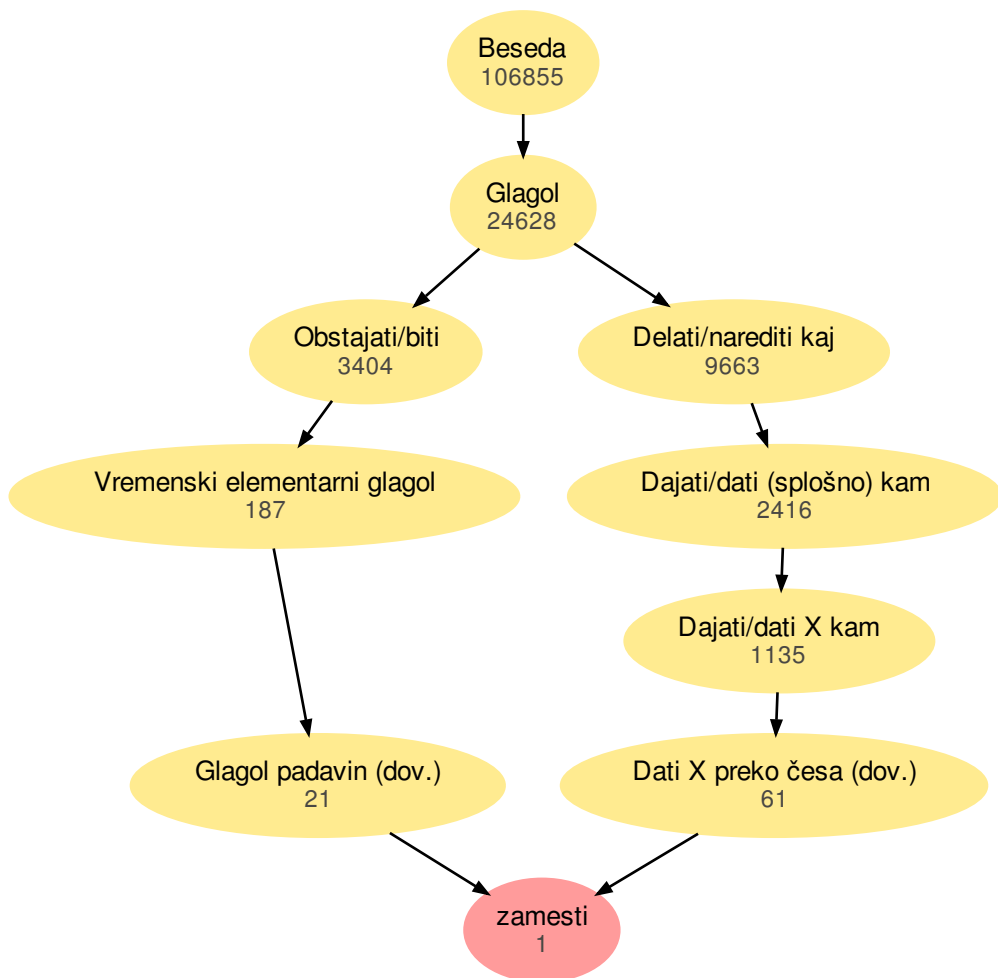 Beseda
106855
Glagol
24628
Obstajati/biti
3404
Delati/narediti kaj
9663
Vremenski elementarni glagol
187
Dajati/dati (splošno) kam
2416
Dajati/dati X kam
1135
Glagol padavin (dov.)
21
Dati X preko česa (dov.)
61
zamesti
1